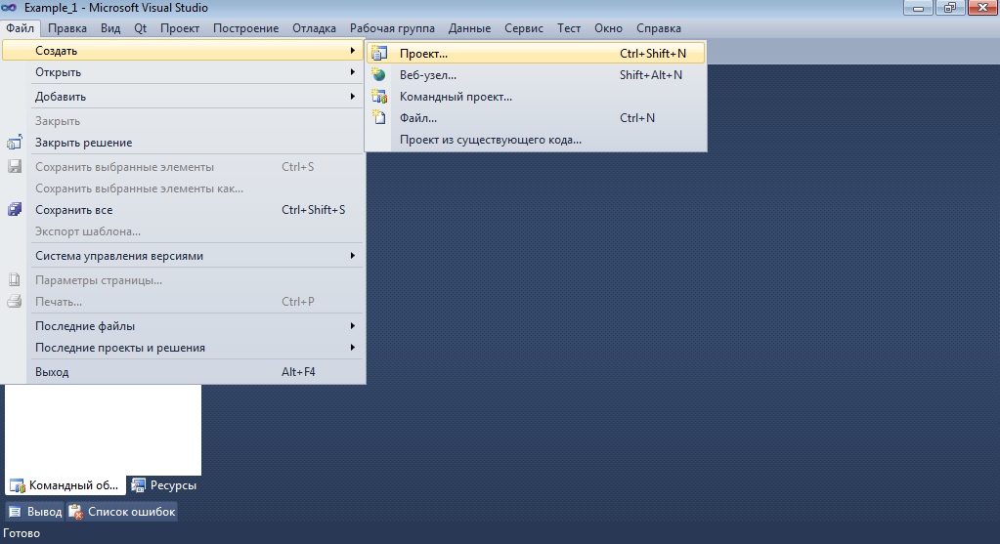 Example_1 - Microsoft Visual Studio
Файл Правка Вид Qt Проект Построение Отладка Рабочая группа Данные Сервис Тест Окно Справка
Создать
Открыть
Добавить
Закрыть
Закрыть решение
Сохранить выбранные элементы Ctrl+S
Сохранить выбранные элементы как...
Сохранить все Ctrl+Shift+S
Экспорт шаблона...
Система управления версиями
Параметры страницы...
Печать... Ctrl+P
Последние файлы
Последние проекты и решения
Выход Alt+F4
Проект... Ctrl+Shift+N
Веб-узел... Shift+Alt+N
Командный проект...
Файл... Ctrl+N
Проект из существующего кода...
Командный об... Ресурсы
Вывод Список ошибок
Готово